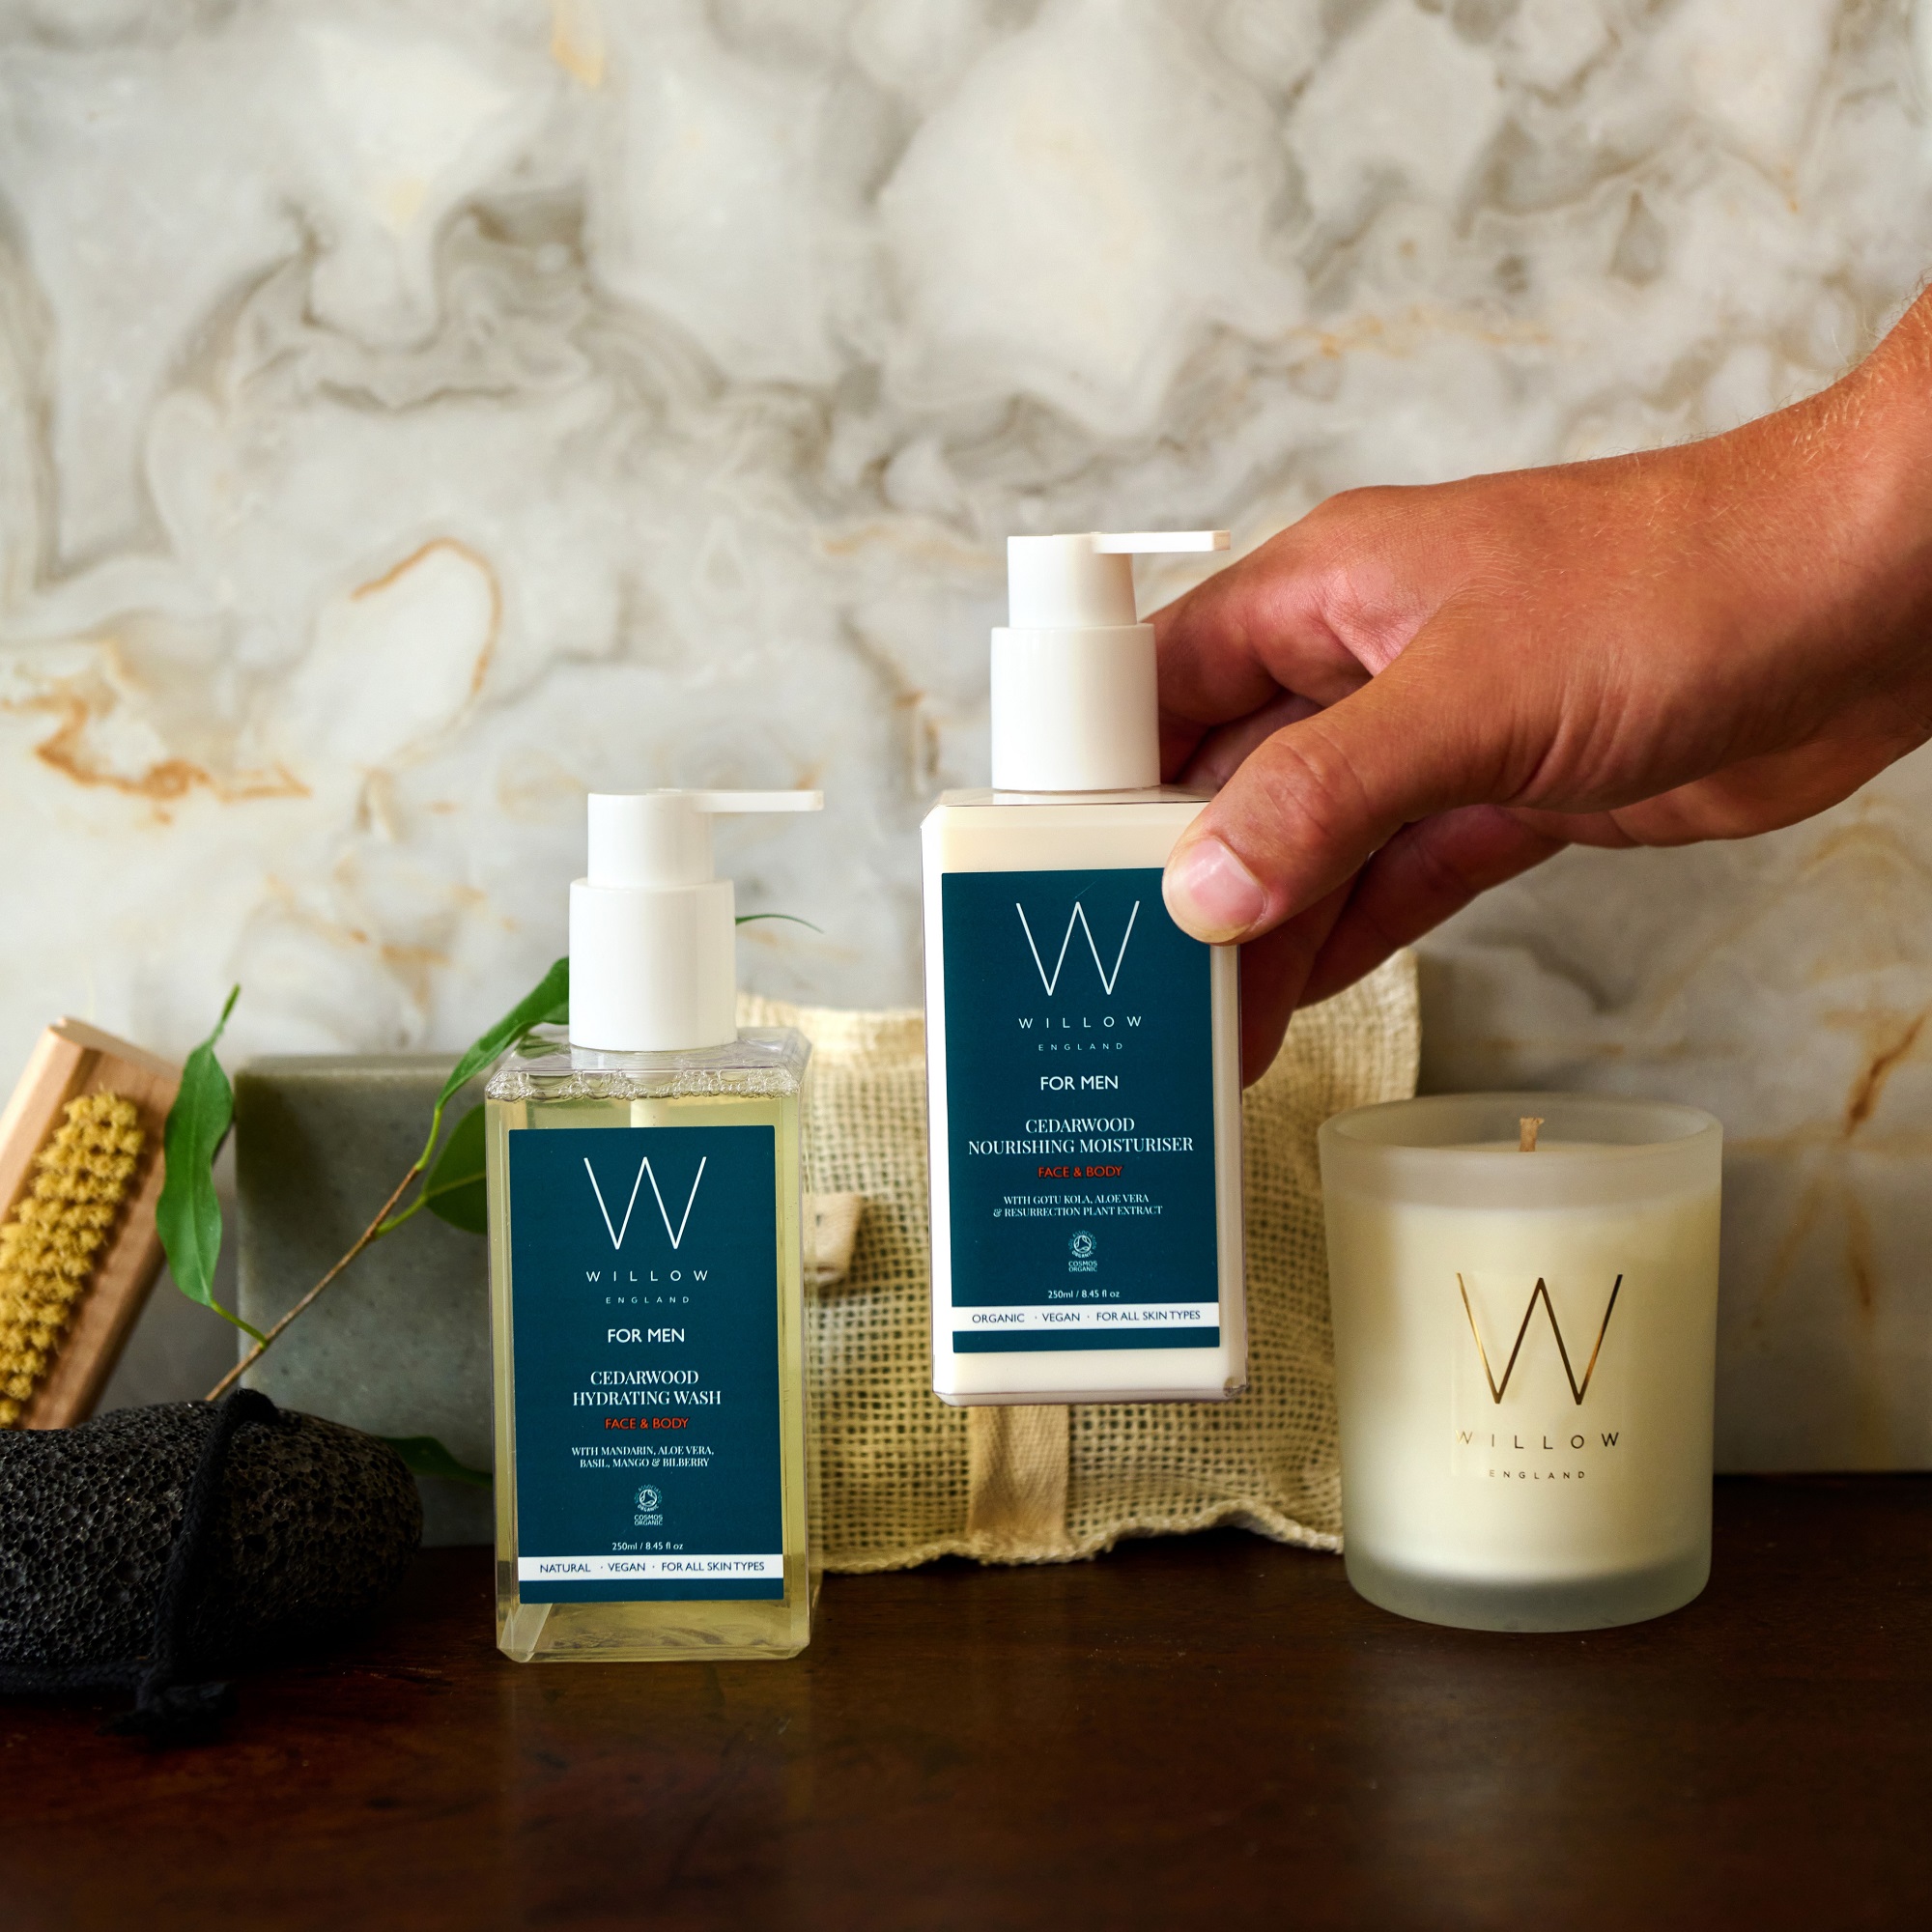 W
WILLOW
ENGLAND
FOR MEN
CEDARWOOD
HYDRATING WASH
FACE & BODY
WITH MANDARIN, ALOE VERA,
BASIL, MANGO & BILBERRY
COSMOS
ORGANIC
250ml / 8.45 fl oz
NATURAL · VEGAN · FOR ALL SKIN TYPES
W
WILLOW
ENGLAND
FOR MEN
CEDARWOOD
NOURISHING MOISTURISER
FACE & BODY
WITH GOTU KOLA, ALOE VERA
& RESURRECTION PLANT EXTRACT
ORGANIC
COSMOS
ORGANIC
250ml / 8.45 fl oz
ORGANIC · VEGAN · FOR ALL SKIN TYPES
W
WILLOW
ENGLAND